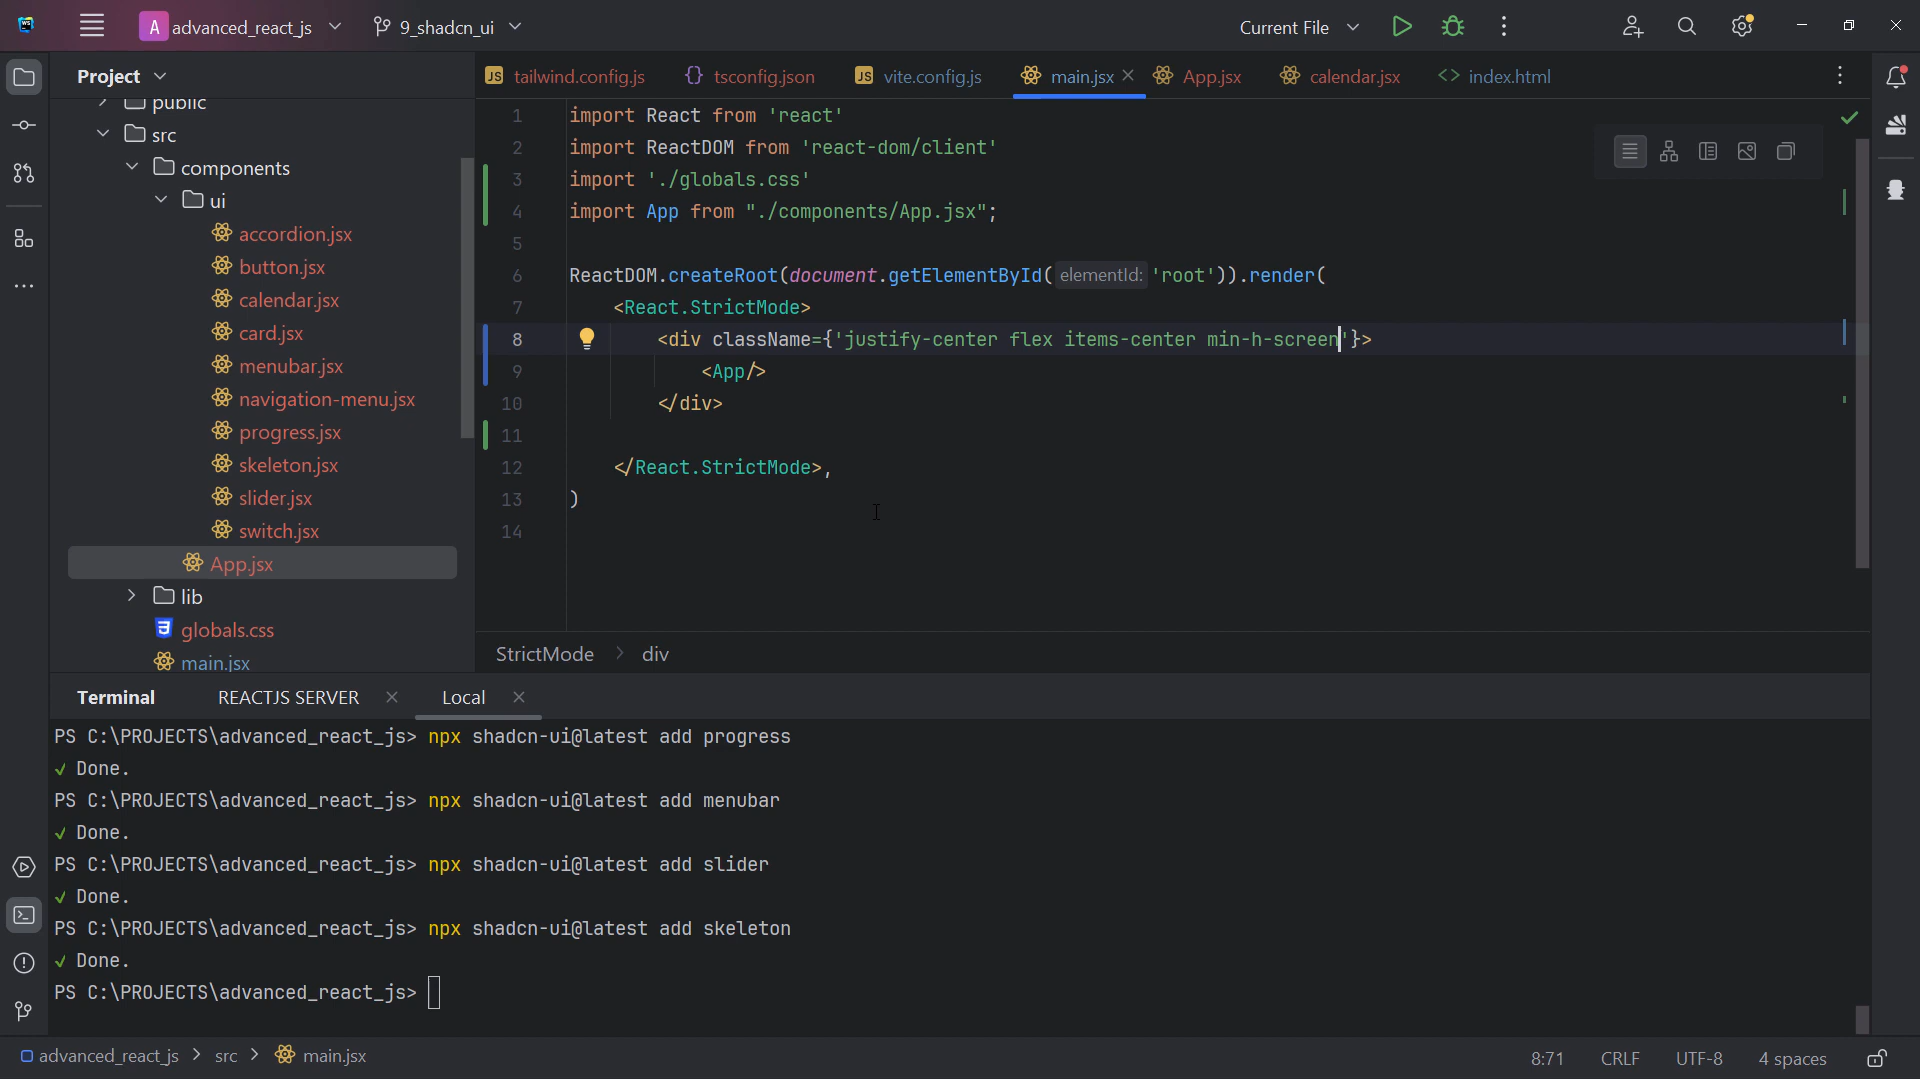 WS
A advanced_react_js
9_shadcn_ui
Current File
Project
public
src
components
ui
accordion.jsx
button.jsx
calendar.jsx
card.jsx
menubar.jsx
navigation-menu.jsx
progress.jsx
skeleton.jsx
slider.jsx
switch.jsx
App.jsx
lib
globals.css
main.jsx
JS tailwind.config.js
tsconfig.json
JS vite.config.js
main.jsx
App.jsx
calendar.jsx
index.html
1 import React from 'react'
2 import ReactDOM from 'react-dom/client'
3 import './globals.css'
4 import App from "./components/App.jsx";
5
6 ReactDOM.createRoot(document.getElementById( elementId: 'root')).render(
7 <React.StrictMode>
8 <div className={'justify-center flex items-center min-h-screen'}>
9 <App/>
10 </div>
11
12 </React.StrictMode>,
13 )
14
StrictMode > div
Terminal
REACTJS SERVER
Local
PS C:\PROJECTS\advanced_react_js> npx shadcn-ui@latest add progress
✓ Done.
PS C:\PROJECTS\advanced_react_js> npx shadcn-ui@latest add menubar
✓ Done.
PS C:\PROJECTS\advanced_react_js> npx shadcn-ui@latest add slider
✓ Done.
PS C:\PROJECTS\advanced_react_js> npx shadcn-ui@latest add skeleton
✓ Done.
PS C:\PROJECTS\advanced_react_js>
advanced_react_js > src > main.jsx
8:71
CRLF
UTF-8
4 spaces